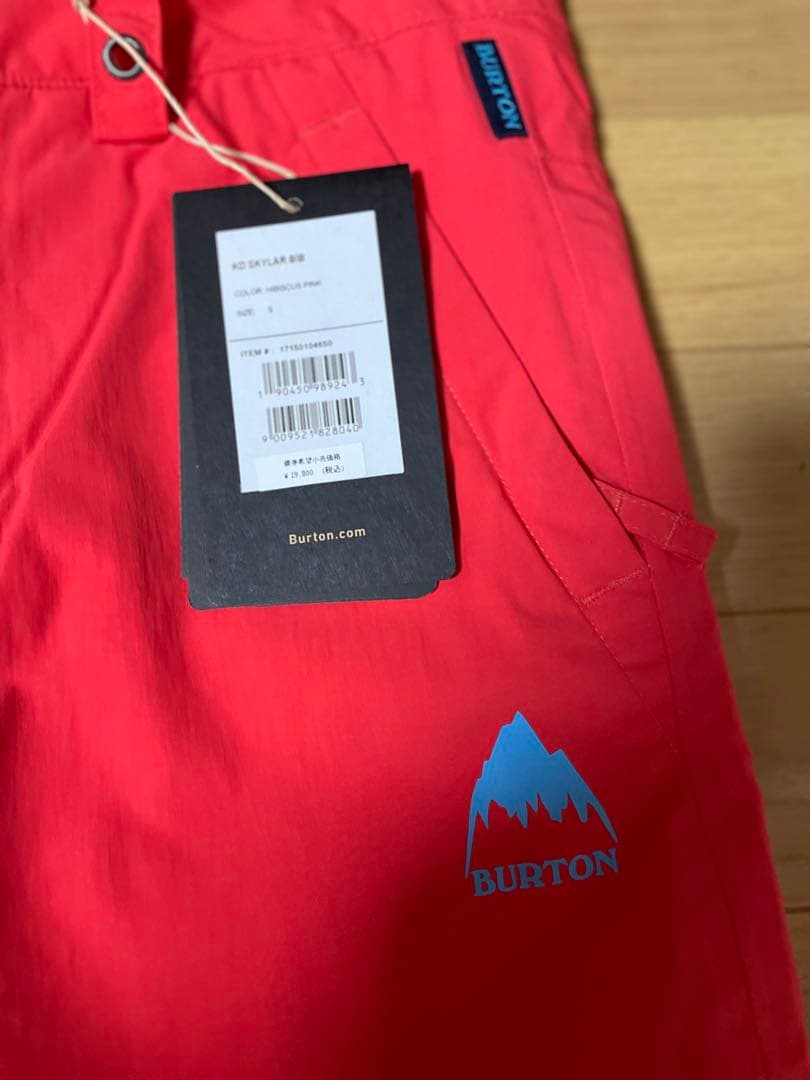 BURTON
KD SKYLAR BIB
COLOR: HIBISCUS PINK
SIZE: S
ITEM #: 17150104650
1 90450 98924 3
9 009521 828040
標準希望小売価格
¥19,800 (税込)
Burton.com
BURTON